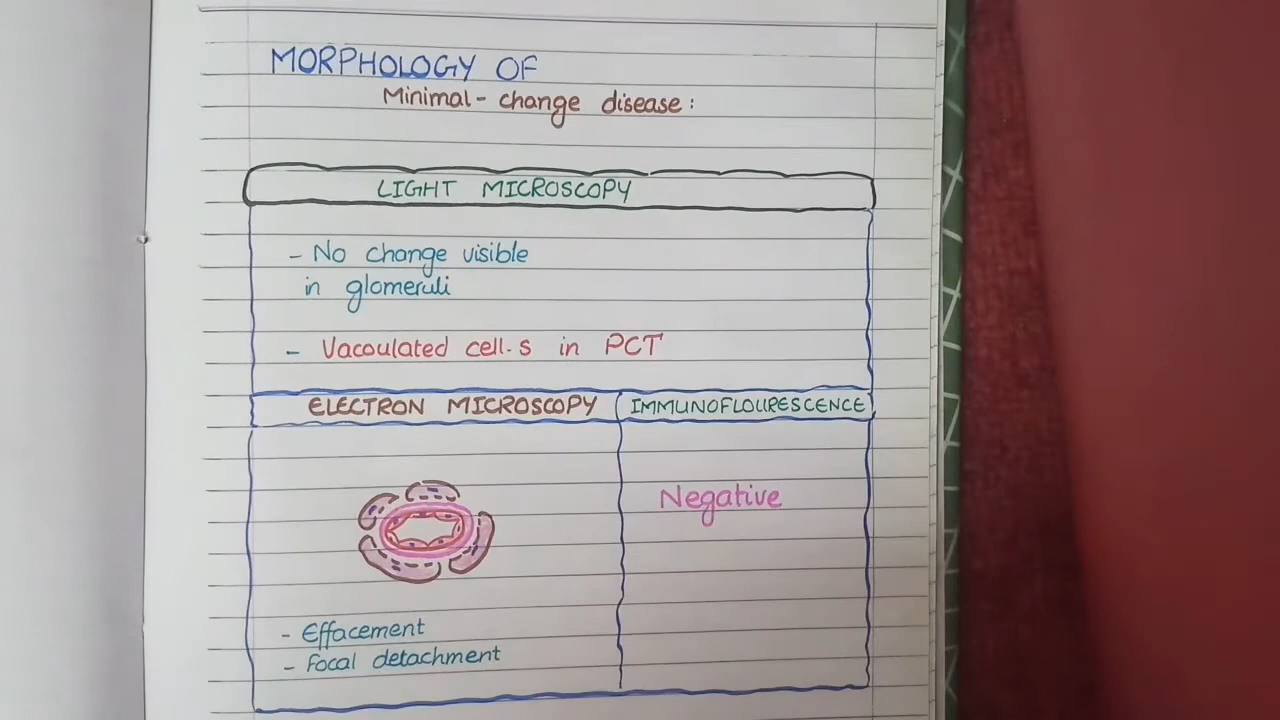 MORPHOLOGY OF
Minimal-change disease:
LIGHT MICROSCOPY
- No change visible
in glomeruli
- Vacoulated cell.s in PCT
ELECTRON MICROSCOPY
IMMUNOFLOURESCENCE
Negative
- Effacement
- Focal detachment